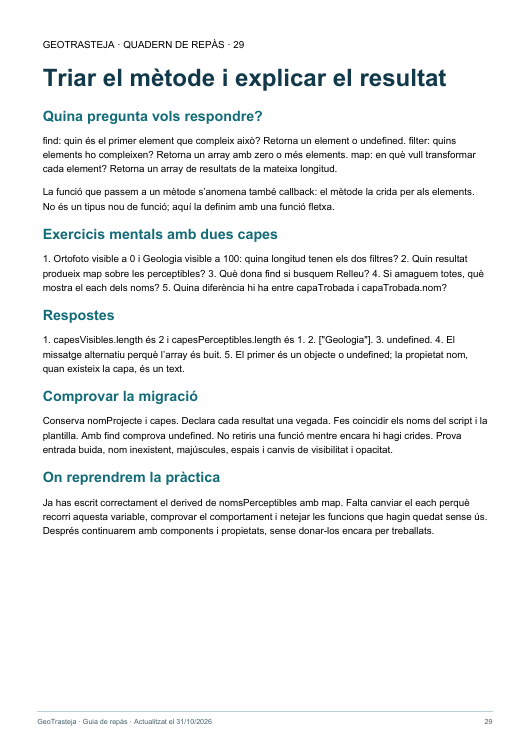 GEOTRASTEJA · QUADERN DE REPÀS · 29
Triar el mètode i explicar el resultat
Quina pregunta vols respondre?
find: quin és el primer element que compleix això? Retorna un element o undefined. filter: quins
elements ho compleixen? Retorna un array amb zero o més elements. map: en què vull transformar
cada element? Retorna un array de resultats de la mateixa longitud.
La funció que passem a un mètode s'anomena també callback: el mètode la crida per als elements.
No és un tipus nou de funció; aquí la definim amb una funció fletxa.
Exercicis mentals amb dues capes
1. Ortofoto visible a 0 i Geologia visible a 100: quina longitud tenen els dos filtres? 2. Quin resultat
produeix map sobre les perceptibles? 3. Què dona find si busquem Relleu? 4. Si amaguem totes, què
mostra el each dels noms? 5. Quina diferència hi ha entre capaTrobada i capaTrobada.nom?
Respostes
1. capesVisibles.length és 2 i capesPerceptibles.length és 1. 2. ["Geologia"]. 3. undefined. 4. El
missatge alternatiu perquè l'array és buit. 5. El primer és un objecte o undefined; la propietat nom,
quan existeix la capa, és un text.
Comprovar la migració
Conserva nomProjecte i capes. Declara cada resultat una vegada. Fes coincidir els noms del script i la
plantilla. Amb find comprova undefined. No retiris una funció mentre encara hi hagi crides. Prova
entrada buida, nom inexistent, majúscules, espais i canvis de visibilitat i opacitat.
On reprendrem la pràctica
Ja has escrit correctament el derived de nomsPerceptibles amb map. Falta canviar el each perquè
recorri aquesta variable, comprovar el comportament i netejar les funcions que hagin quedat sense ús.
Després continuarem amb components i propietats, sense donar-los encara per treballats.
GeoTrasteja · Guia de repàs · Actualitzat el 31/10/2026
29